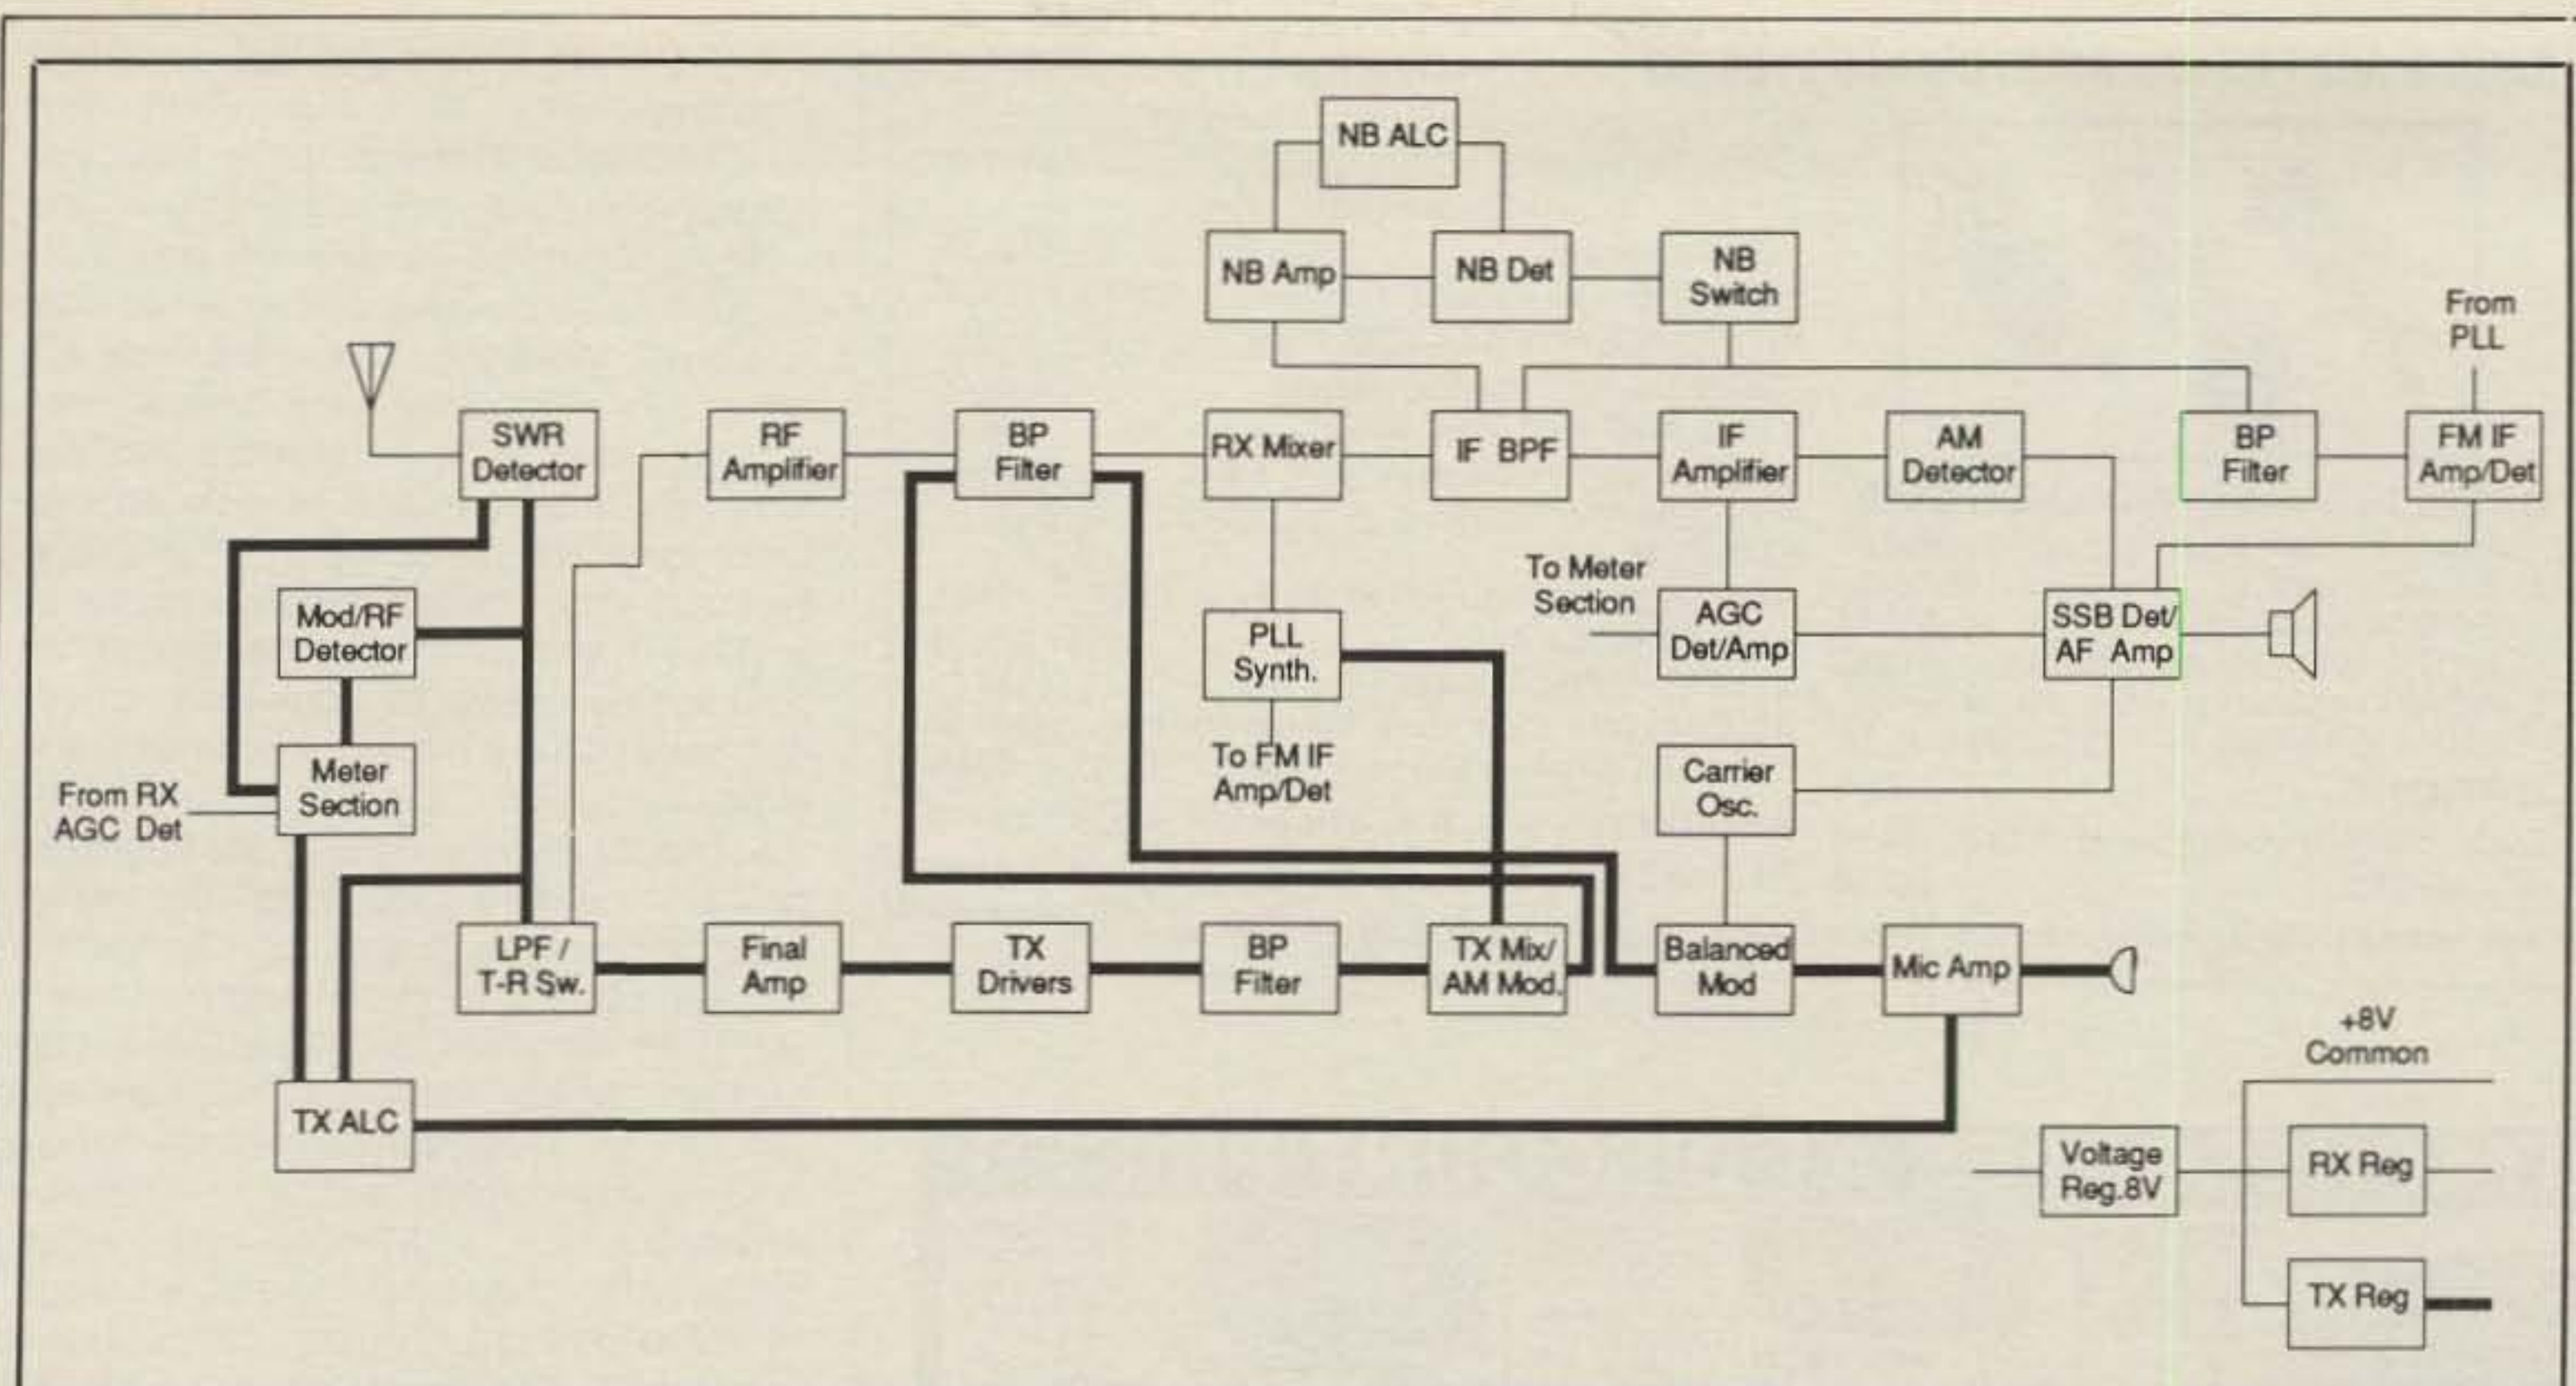 NB ALC
NB Amp
NB Det
NB
Switch
From
PLL
SWR
Detector
RF
Amplifier
BP
Filter
RX Mixer
IF BPF
IF
Amplifier
AM
Detector
BP
Filter
FM IF
Amp/Det
To Meter
Section
Mod/RF
Detector
PLL
Synth.
AGC
Det/Amp
SSB Det/
AF Amp
To FM IF
Amp/Det
Meter
Section
From RX
AGC Det
Carrier
Osc.
LPF /
T-R Sw.
Final
Amp
TX
Drivers
BP
Filter
TX Mix/
AM Mod.
Balanced
Mod
Mic Amp
+8V
Common
TX ALC
Voltage
Reg.8V
RX Reg
TX Reg